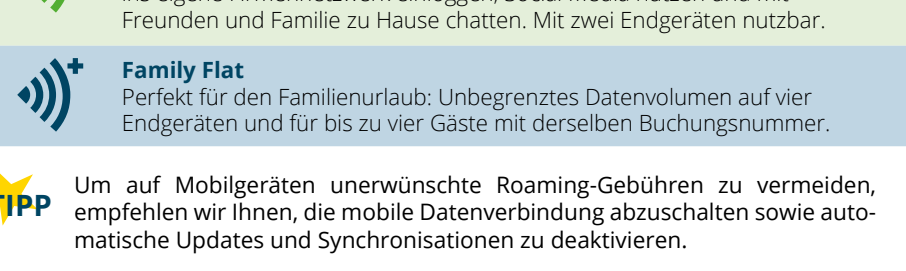 Freunden und Familie zu Hause chatten. Mit zwei Endgeräten nutzbar.
Family Flat
Perfekt für den Familienurlaub: Unbegrenztes Datenvolumen auf vier
Endgeräten und für bis zu vier Gäste mit derselben Buchungsnummer.
TIPP
Um auf Mobilgeräten unerwünschte Roaming-Gebühren zu vermeiden,
empfehlen wir Ihnen, die mobile Datenverbindung abzuschalten sowie auto-
matische Updates und Synchronisationen zu deaktivieren.